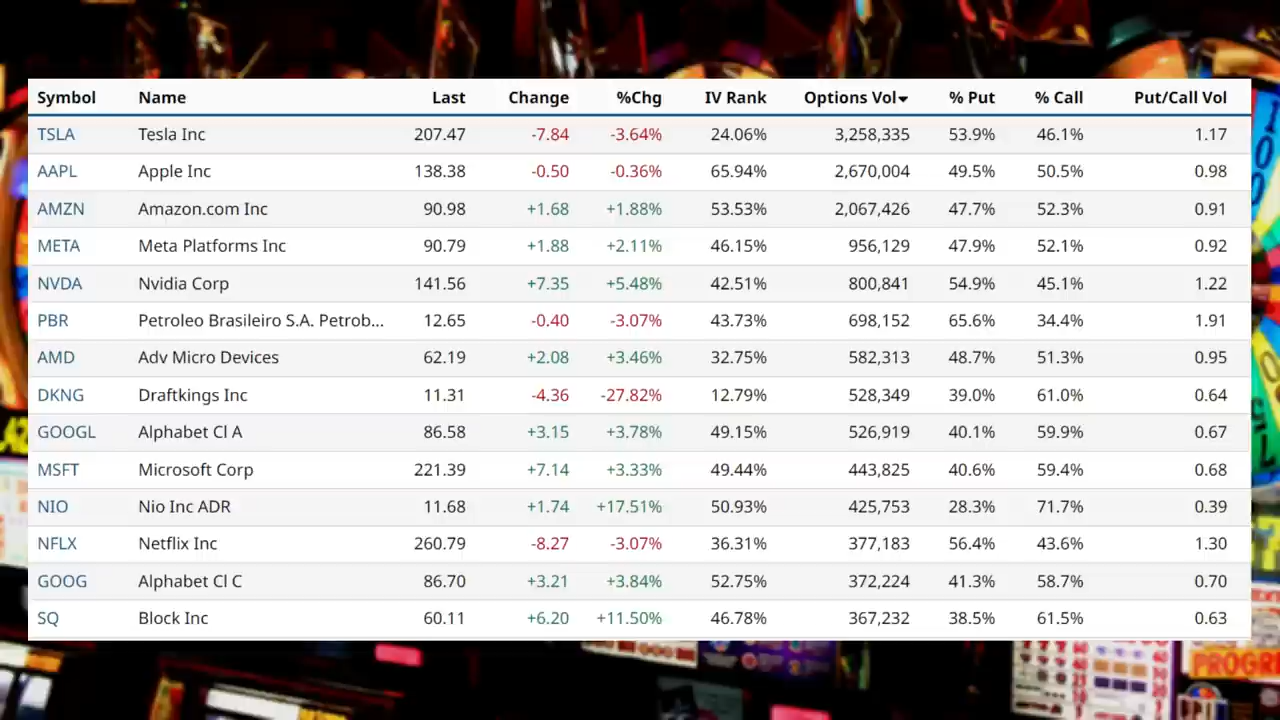 Symbol Name Last Change %Chg IV Rank Options Vol▾ % Put % Call Put/Call Vol
TSLA Tesla Inc 207.47 -7.84 -3.64% 24.06% 3,258,335 53.9% 46.1% 1.17
AAPL Apple Inc 138.38 -0.50 -0.36% 65.94% 2,670,004 49.5% 50.5% 0.98
AMZN Amazon.com Inc 90.98 +1.68 +1.88% 53.53% 2,067,426 47.7% 52.3% 0.91
META Meta Platforms Inc 90.79 +1.88 +2.11% 46.15% 956,129 47.9% 52.1% 0.92
NVDA Nvidia Corp 141.56 +7.35 +5.48% 42.51% 800,841 54.9% 45.1% 1.22
PBR Petroleo Brasileiro S.A. Petrob... 12.65 -0.40 -3.07% 43.73% 698,152 65.6% 34.4% 1.91
AMD Adv Micro Devices 62.19 +2.08 +3.46% 32.75% 582,313 48.7% 51.3% 0.95
DKNG Draftkings Inc 11.31 -4.36 -27.82% 12.79% 528,349 39.0% 61.0% 0.64
GOOGL Alphabet Cl A 86.58 +3.15 +3.78% 49.15% 526,919 40.1% 59.9% 0.67
MSFT Microsoft Corp 221.39 +7.14 +3.33% 49.44% 443,825 40.6% 59.4% 0.68
NIO Nio Inc ADR 11.68 +1.74 +17.51% 50.93% 425,753 28.3% 71.7% 0.39
NFLX Netflix Inc 260.79 -8.27 -3.07% 36.31% 377,183 56.4% 43.6% 1.30
GOOG Alphabet Cl C 86.70 +3.21 +3.84% 52.75% 372,224 41.3% 58.7% 0.70
SQ Block Inc 60.11 +6.20 +11.50% 46.78% 367,232 38.5% 61.5% 0.63
PROGR